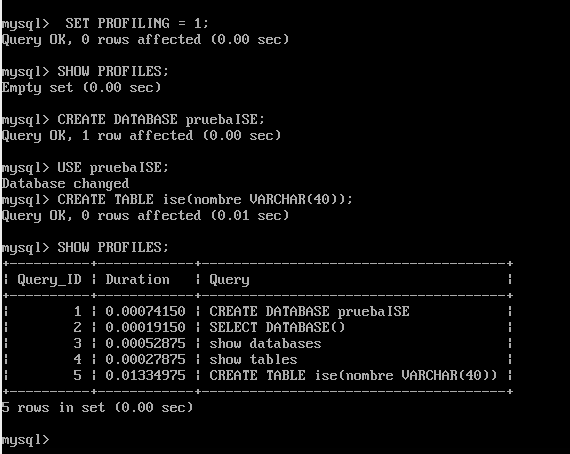 mysql>  SET PROFILING = 1;
Query OK, 0 rows affected (0.00 sec)
mysql> SHOW PROFILES;
Empty set (0.00 sec)
mysql> CREATE DATABASE pruebaISE;
Query OK, 1 row affected (0.00 sec)
mysql> USE pruebaISE;
Database changed
mysql> CREATE TABLE ise(nombre VARCHAR(40));
Query OK, 0 rows affected (0.01 sec)
mysql> SHOW PROFILES;
+----------+------------+--------------------------------------+
| Query_ID | Duration   | Query                                |
+----------+------------+--------------------------------------+
|        1 | 0.00074150 | CREATE DATABASE pruebaISE            |
|        2 | 0.00019150 | SELECT DATABASE()                    |
|        3 | 0.00052875 | show databases                       |
|        4 | 0.00027875 | show tables                          |
|        5 | 0.01334975 | CREATE TABLE ise(nombre VARCHAR(40)) |
+----------+------------+--------------------------------------+
5 rows in set (0.00 sec)
mysql>